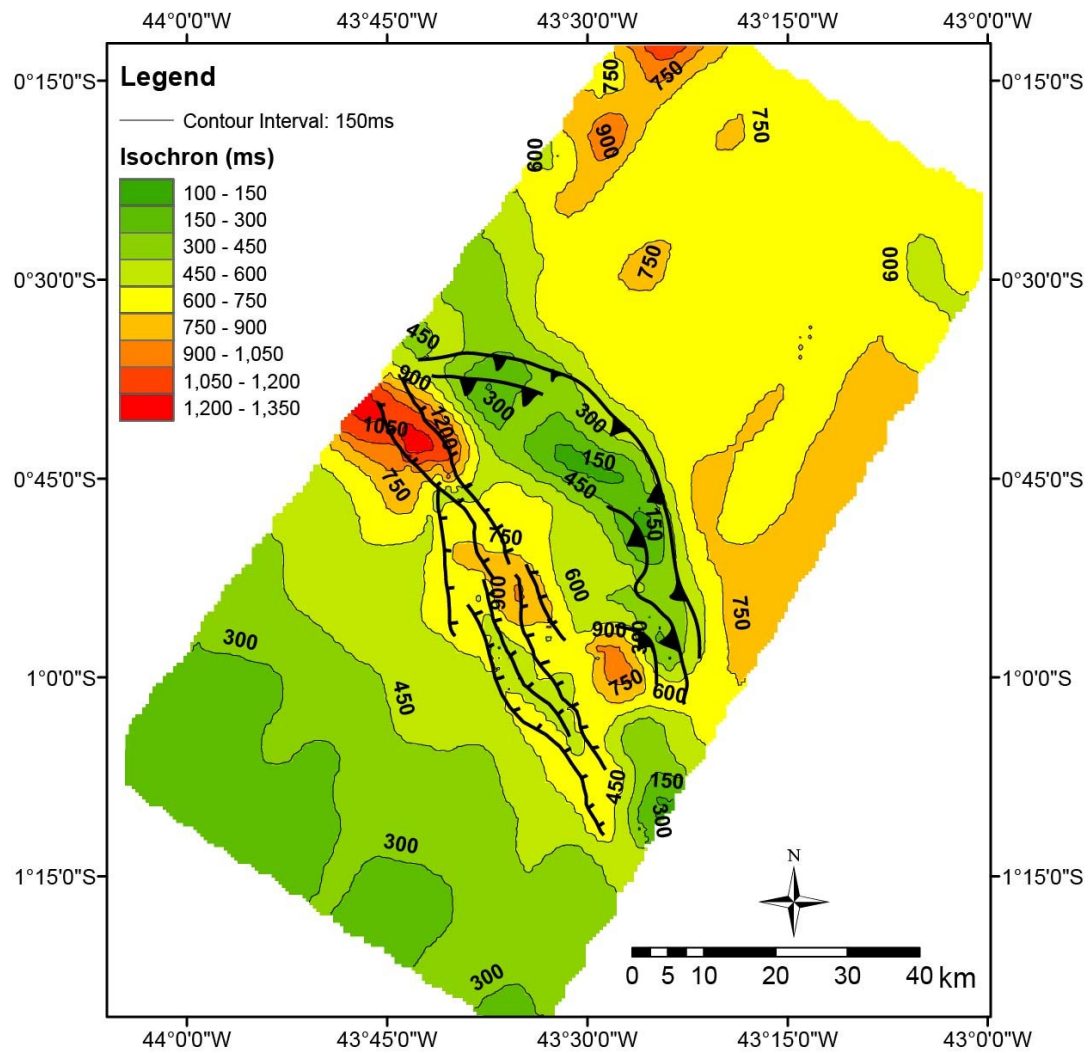 44°0'0"W 43°45'0"W 43°30'0"W 43°15'0"W 43°0'0"W
0°15'0"S 0°15'0"S
Legend
Contour Interval: 150ms
Isochron (ms)
100 - 150
150 - 300
300 - 450
450 - 600
600 - 750
750 - 900
900 - 1,050
1,050 - 1,200
1,200 - 1,350
750
750
900
750
600
750
600
0°30'0"S 0°30'0"S
450
900
300
300
1200
1050
150
450
750
0°45'0"S 0°45'0"S
150
750
600
900
750
900
300
750
600
1°0'0"S 1°0'0"S
300
450
450
150
300
300
1°15'0"S 1°15'0"S
300
N
0 5 10 20 30 40 km
44°0'0"W 43°45'0"W 43°30'0"W 43°15'0"W 43°0'0"W